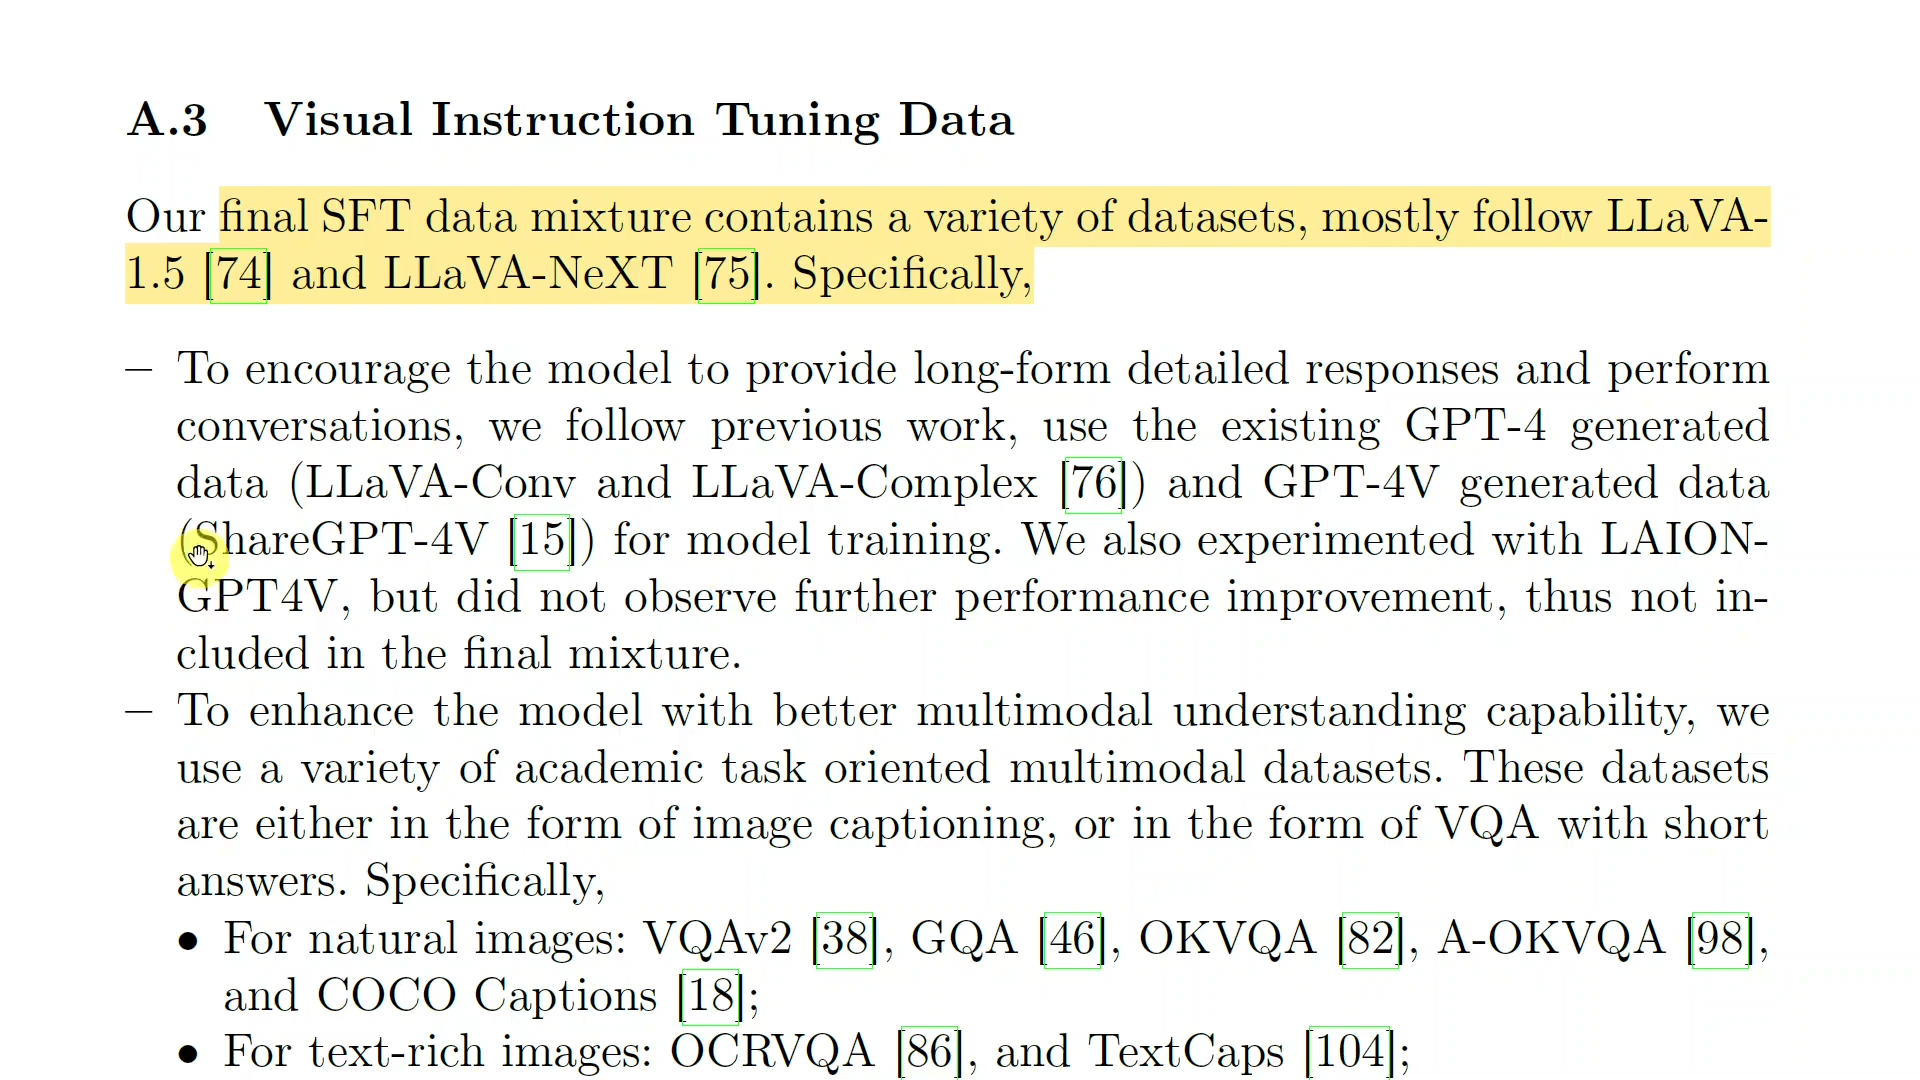 A.3 Visual Instruction Tuning Data
Our final SFT data mixture contains a variety of datasets, mostly follow LLaVA-
1.5 [74] and LLaVA-NeXT [75]. Specifically,
– To encourage the model to provide long-form detailed responses and perform
conversations, we follow previous work, use the existing GPT-4 generated
data (LLaVA-Conv and LLaVA-Complex [76]) and GPT-4V generated data
(ShareGPT-4V [15]) for model training. We also experimented with LAION-
GPT4V, but did not observe further performance improvement, thus not in-
cluded in the final mixture.
– To enhance the model with better multimodal understanding capability, we
use a variety of academic task oriented multimodal datasets. These datasets
are either in the form of image captioning, or in the form of VQA with short
answers. Specifically,
• For natural images: VQAv2 [38], GQA [46], OKVQA [82], A-OKVQA [98],
and COCO Captions [18];
• For text-rich images: OCRVQA [86], and TextCaps [104];